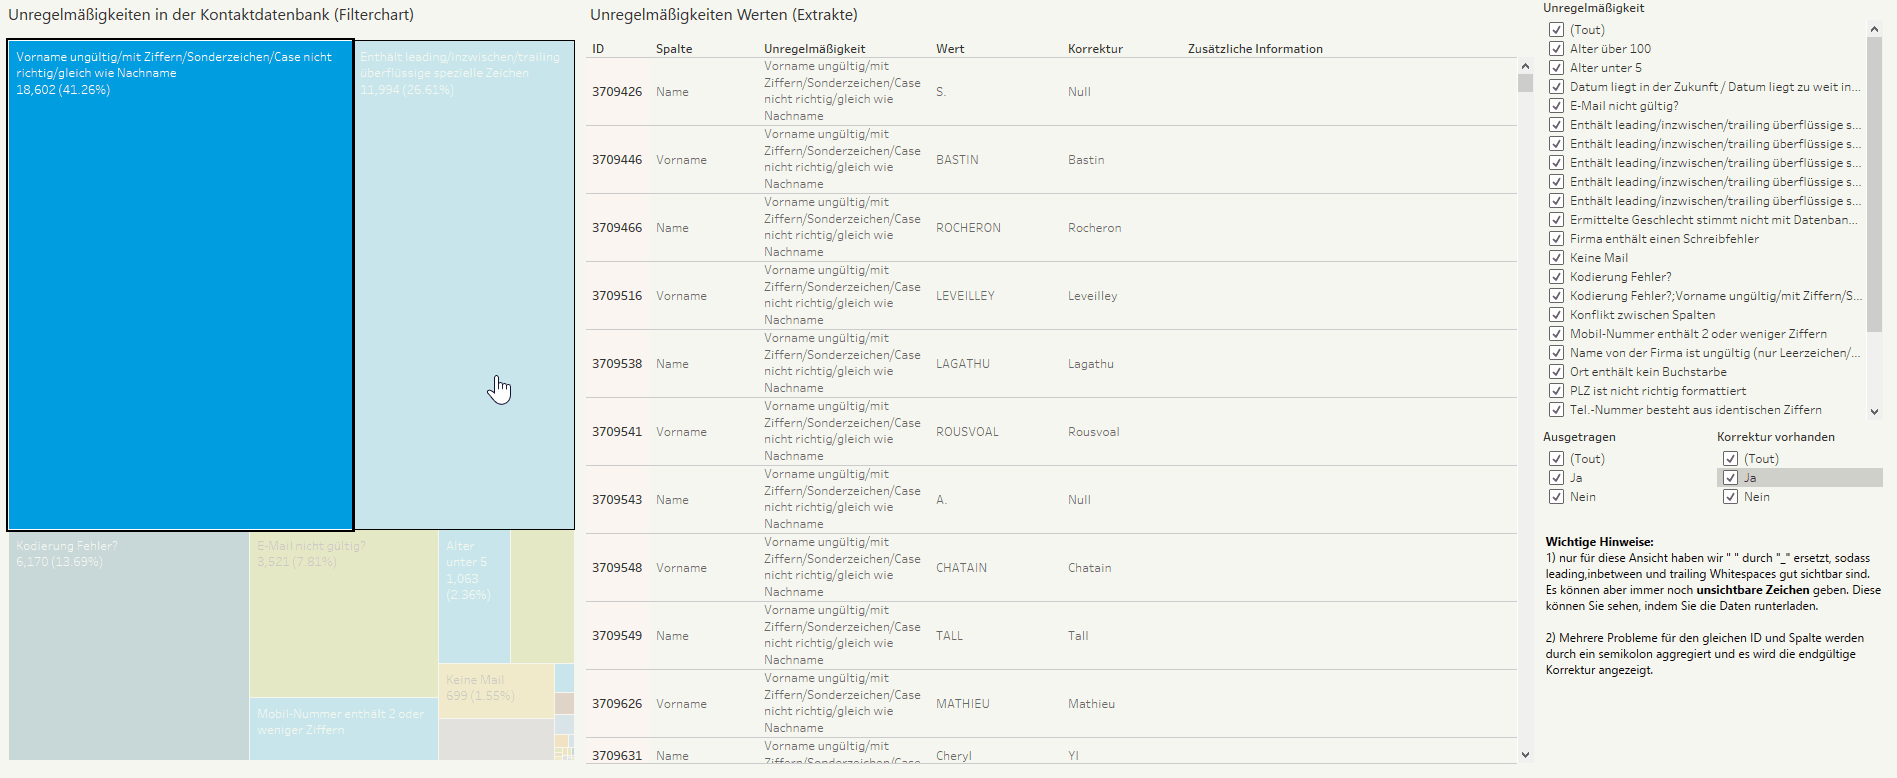 Unregelmäßigkeiten in der Kontaktdatenbank (Filterchart)
Vorname ungültig/mit Ziffern/Sonderzeichen/Case nicht
richtig/gleich wie Nachname
18,602 (41.26%)
Enthält leading/inzwischen/trailing
überflüssige spezielle Zeichen
11,994 (26.61%)
Kodierung Fehler?
6,170 (13.69%)
E-Mail nicht gültig?
3,521 (7.81%)
Alter
unter 5
1,063
(2.36%)
Keine Mail
699 (1.55%)
Mobil-Nummer enthält 2 oder
weniger Ziffern
Unregelmäßigkeiten Werten (Extrakte)
ID Spalte Unregelmäßigkeit Wert Korrektur Zusätzliche Information
Vorname ungültig/mit
Ziffern/Sonderzeichen/Case
3709426 Name S. Null
nicht richtig/gleich wie
Nachname
Vorname ungültig/mit
Ziffern/Sonderzeichen/Case
3709446 Vorname BASTIN Bastin
nicht richtig/gleich wie
Nachname
Vorname ungültig/mit
Ziffern/Sonderzeichen/Case
3709466 Name ROCHERON Rocheron
nicht richtig/gleich wie
Nachname
Vorname ungültig/mit
Ziffern/Sonderzeichen/Case
3709516 Vorname LEVEILLEY Leveilley
nicht richtig/gleich wie
Nachname
Vorname ungültig/mit
Ziffern/Sonderzeichen/Case
3709538 Name LAGATHU Lagathu
nicht richtig/gleich wie
Nachname
Vorname ungültig/mit
Ziffern/Sonderzeichen/Case
3709541 Vorname ROUSVOAL Rousvoal
nicht richtig/gleich wie
Nachname
Vorname ungültig/mit
Ziffern/Sonderzeichen/Case
3709543 Name A. Null
nicht richtig/gleich wie
Nachname
Vorname ungültig/mit
Ziffern/Sonderzeichen/Case
3709548 Vorname CHATAIN Chatain
nicht richtig/gleich wie
Nachname
Vorname ungültig/mit
Ziffern/Sonderzeichen/Case
3709549 Name TALL Tall
nicht richtig/gleich wie
Nachname
Vorname ungültig/mit
Ziffern/Sonderzeichen/Case
3709626 Vorname MATHIEU Mathieu
nicht richtig/gleich wie
Nachname
Vorname ungültig/mit
3709631 Name Cheryl
Ziffern/Sonderzeichen/Case
Unregelmäßigkeit
(Tout)
Alter über 100
Alter unter 5
Datum liegt in der Zukunft / Datum liegt zu weit in...
E-Mail nicht gültig?
Enthält leading/inzwischen/trailing überflüssige s...
Enthält leading/inzwischen/trailing überflüssige s...
Enthält leading/inzwischen/trailing überflüssige s...
Enthält leading/inzwischen/trailing überflüssige s...
Enthält leading/inzwischen/trailing überflüssige s...
Ermittelte Geschlecht stimmt nicht mit Datenban...
Firma enthält einen Schreibfehler
Keine Mail
Kodierung Fehler?
Kodierung Fehler?;Vorname ungültig/mit Ziffern/S...
Konflikt zwischen Spalten
Mobil-Nummer enthält 2 oder weniger Ziffern
Name von der Firma ist ungültig (nur Leerzeichen/...
Ort enthält kein Buchstarbe
PLZ ist nicht richtig formattiert
Tel.-Nummer besteht aus identischen Ziffern
Ausgetragen
(Tout)
Ja
Nein
Korrektur vorhanden
(Tout)
Ja
Nein
Wichtige Hinweise:
1) nur für diese Ansicht haben wir " " durch "_" ersetzt, sodass
leading,inbetween und trailing Whitespaces gut sichtbar sind.
Es können aber immer noch unsichtbare Zeichen geben. Diese
können Sie sehen, indem Sie die Daten runterladen.
2) Mehrere Probleme für den gleichen ID und Spalte werden
durch ein semikolon aggregiert und es wird die endgültige
Korrektur angezeigt.